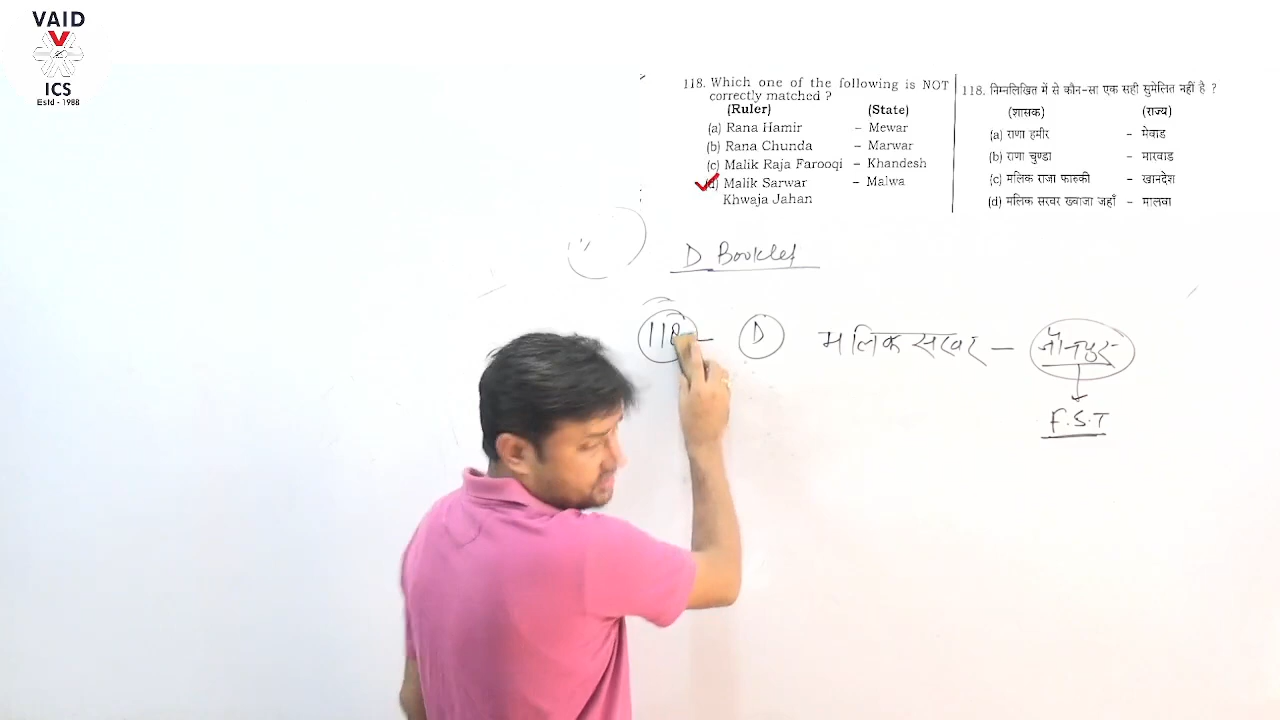 VAID
ICS
Estd - 1988
118. Which one of the following is NOT
correctly matched ?
(Ruler) (State)
(a) Rana Hamir – Mewar
(b) Rana Chunda – Marwar
(c) Malik Raja Farooqi – Khandesh
(d) Malik Sarwar – Malwa
Khwaja Jahan
118. निम्नलिखित में से कौन-सा एक सही सुमेलित नहीं है ?
(शासक) (राज्य)
(a) राणा हमीर – मेवाड
(b) राणा चुण्डा – मारवाड
(c) मलिक राजा फारुकी – खानदेश
(d) मलिक सरवर ख्वाजा जहाँ – मालवा
D Booklet
118 – D मलिक सरवर – जौनपुर
F.S.T